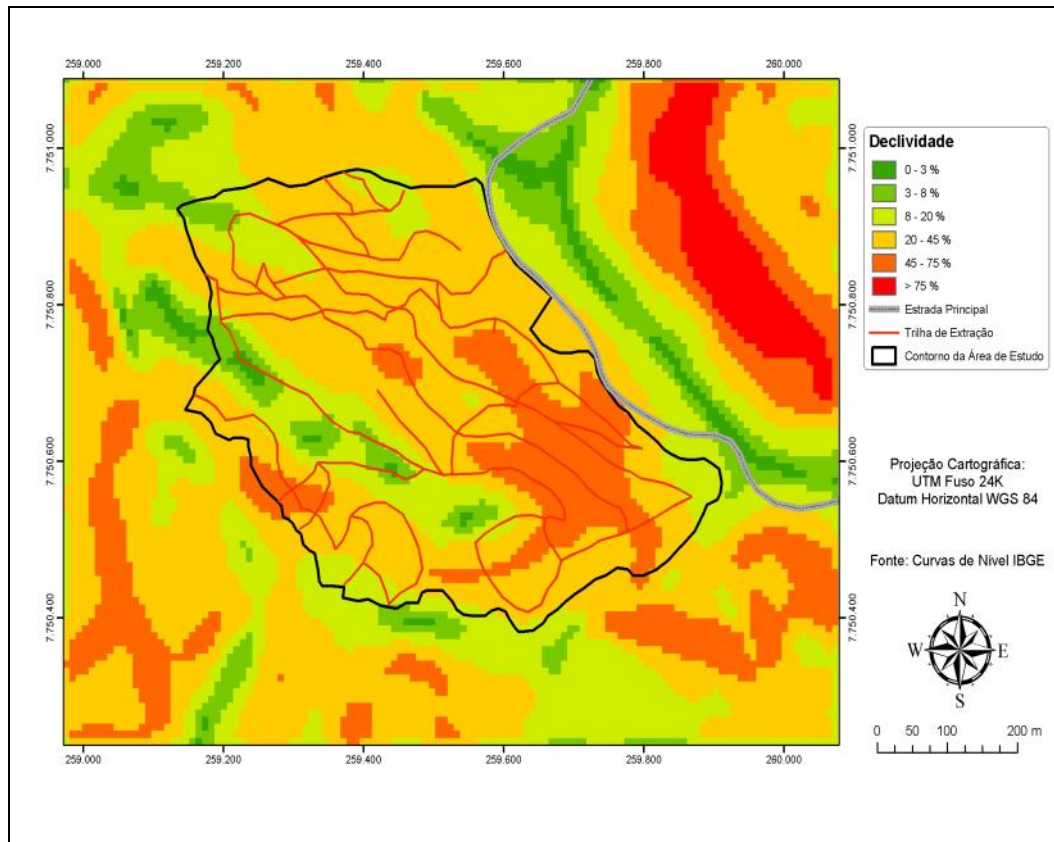 259.000 259.200 259.400 259.600 259.800 260.000
7.751.000
7.750.800
7.750.600
7.750.400
7.751.000
7.750.800
7.750.600
7.750.400
259.000 259.200 259.400 259.600 259.800 260.000
Declividade
0 - 3 %
3 - 8 %
8 - 20 %
20 - 45 %
45 - 75 %
> 75 %
Estrada Principal
Trilha de Extração
Contorno da Área de Estudo
Projeção Cartográfica:
UTM Fuso 24K
Datum Horizontal WGS 84
Fonte: Curvas de Nível IBGE
N
W E
S
0 50 100 200 m